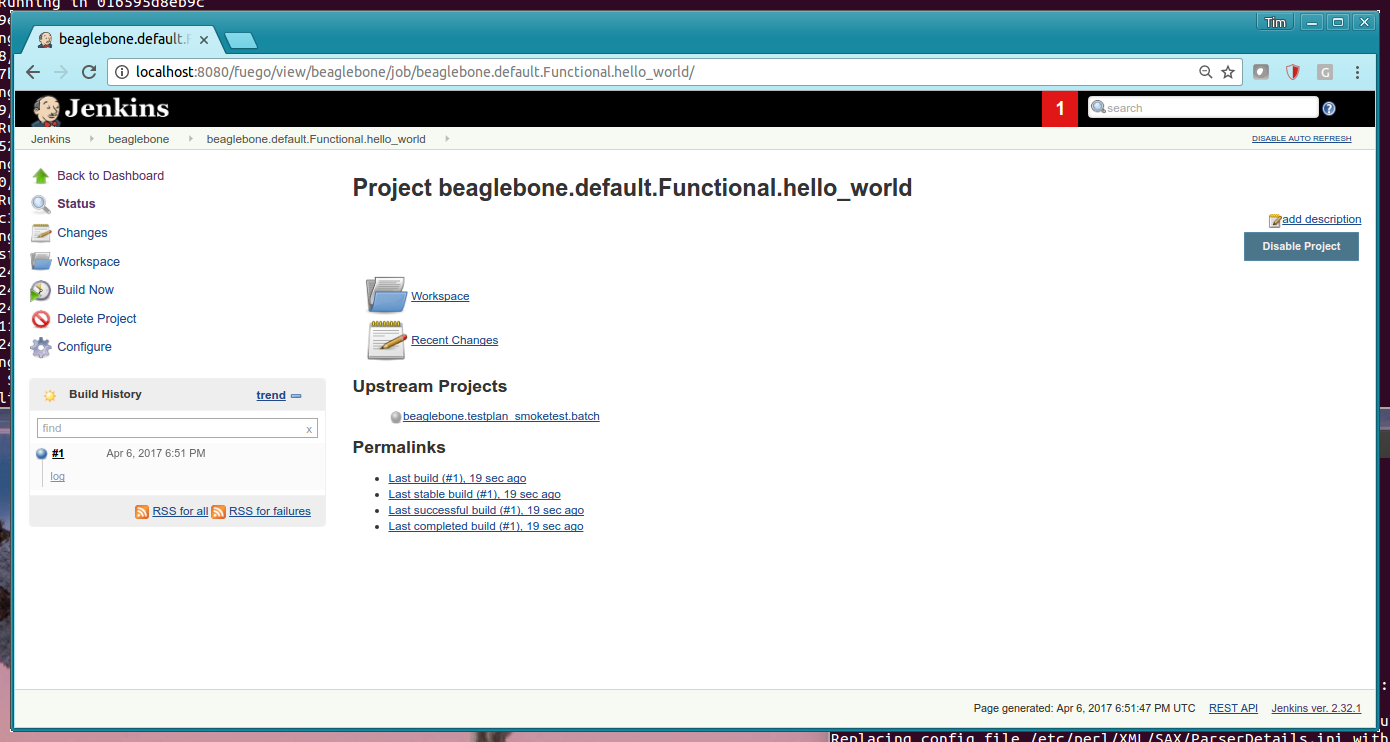 Running in 016595d8eb9c
Tim
beaglebone.default.F
localhost:8080/fuego/view/beaglebone/job/beaglebone.default.Functional.hello_world/
Jenkins
1
search
Jenkins
beaglebone
beaglebone.default.Functional.hello_world
DISABLE AUTO REFRESH
Back to Dashboard
Status
Changes
Workspace
Build Now
Delete Project
Configure
Build History
trend
find
x
#1
Apr 6, 2017 6:51 PM
log
RSS for all
RSS for failures
Project beaglebone.default.Functional.hello_world
add description
Disable Project
Workspace
Recent Changes
Upstream Projects
beaglebone.testplan_smoketest.batch
Permalinks
Last build (#1), 19 sec ago
Last stable build (#1), 19 sec ago
Last successful build (#1), 19 sec ago
Last completed build (#1), 19 sec ago
Page generated: Apr 6, 2017 6:51:47 PM UTC
REST API
Jenkins ver. 2.32.1
Replacing config file /etc/perl/XML/SAX/ParserDetails.ini with